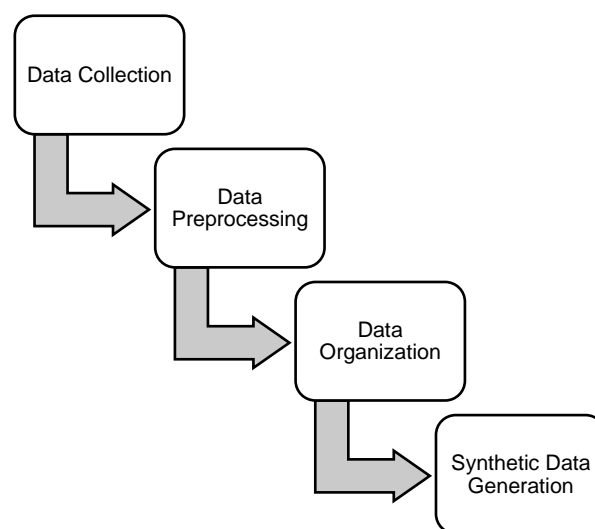 Data Collection
Data
Preprocessing
Data
Organization
Synthetic Data
Generation